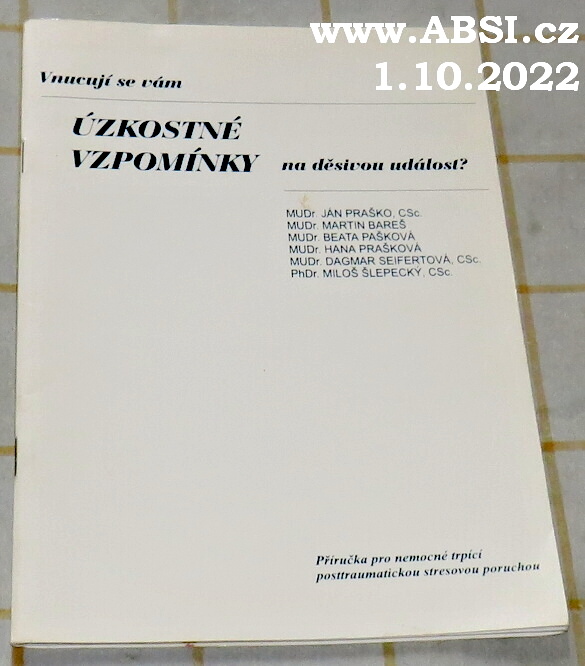 www.ABSI.cz
1.10.2022
Vnucují se vám
ÚZKOSTNÉ
VZPOMÍNKY na děsivou událost?
MUDr. JÁN PRAŠKO, CSc.
MUDr. MARTIN BAREŠ
MUDr. BEATA PAŠKOVÁ
MUDr. HANA PRAŠKOVÁ
MUDr. DAGMAR SEIFERTOVÁ, CSc.
PhDr. MILOŠ ŠLEPECKÝ, CSc.
Příručka pro nemocné trpící
posttraumatickou stresovou poruchou